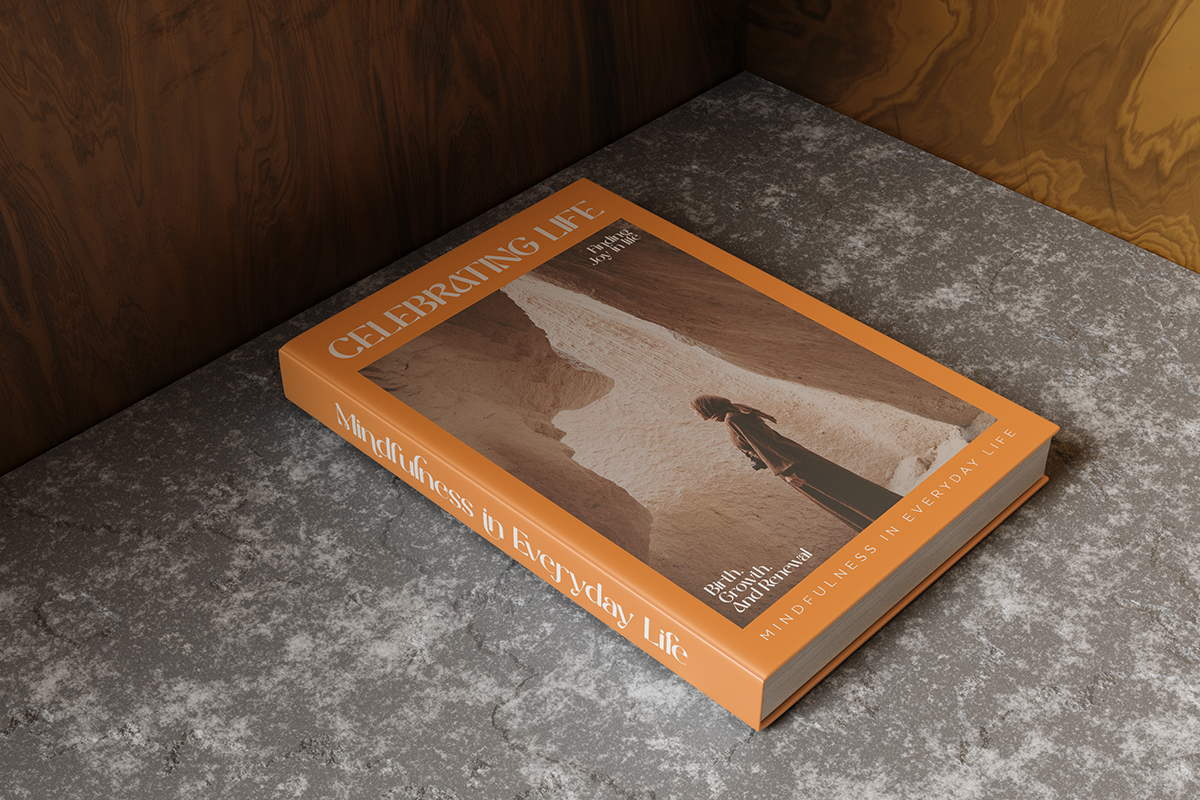 CELEBRATING LIFE
Finding
Joy in life
Birth,
Growth,
And Renewal
MINDFULNESS IN EVERYDAY LIFE
Mindfulness in Everyday Life